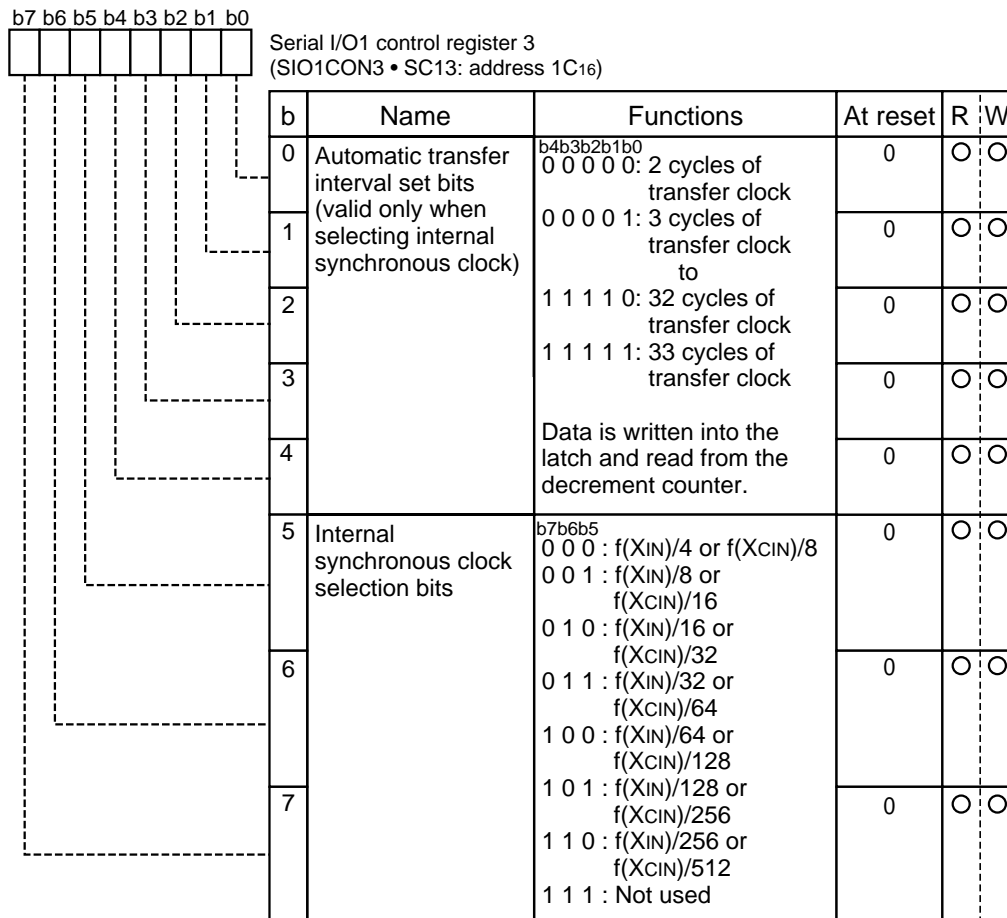 b7 b6 b5 b4 b3 b2 b1 b0
Serial I/O1 control register 3
(SIO1CON3 • SC13: address 1C16)
b Name Functions At reset R W
0 Automatic transfer
interval set bits
(valid only when
selecting internal
synchronous clock)
b4b3b2b1b0
0 0 0 0 0: 2 cycles of
transfer clock
0 0 0 0 1: 3 cycles of
transfer clock
to
1 1 1 1 0: 32 cycles of
transfer clock
1 1 1 1 1: 33 cycles of
transfer clock
Data is written into the
latch and read from the
decrement counter.
0 ○ ○
1 0 ○ ○
2 0 ○ ○
3 0 ○ ○
4 0 ○ ○
5 Internal
synchronous clock
selection bits
b7b6b5
0 0 0 : f(XIN)/4 or f(XCIN)/8
0 0 1 : f(XIN)/8 or
f(XCIN)/16
0 1 0 : f(XIN)/16 or
f(XCIN)/32
0 1 1 : f(XIN)/32 or
f(XCIN)/64
1 0 0 : f(XIN)/64 or
f(XCIN)/128
1 0 1 : f(XIN)/128 or
f(XCIN)/256
1 1 0 : f(XIN)/256 or
f(XCIN)/512
1 1 1 : Not used
0 ○ ○
6 0 ○ ○
7 0 ○ ○